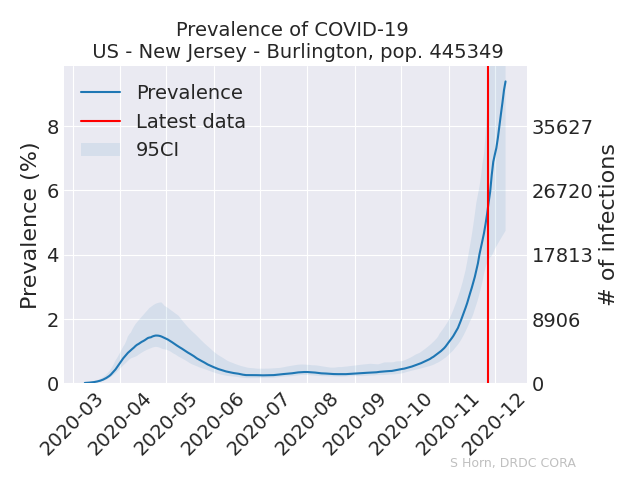 Prevalence of COVID-19
US - New Jersey - Burlington, pop. 445349
Prevalence
Latest data
95CI
Prevalence (%)
8
6
4
2
0
35627
26720
17813
8906
0
# of infections
2020-03
2020-04
2020-05
2020-06
2020-07
2020-08
2020-09
2020-10
2020-11
2020-12
S Horn, DRDC CORA